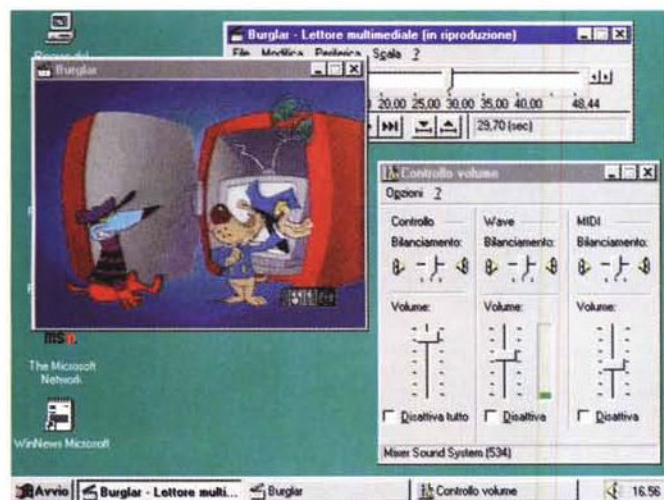 Burglar - Lettore multimediale (in riproduzione)
File Modifica Periferica Scala ?
Burglar
20,00 25,00 30,00 35,00 40,00 48,44
29,70 (sec)
Controllo volume
Opzioni ?
Controllo Wave MIDI
Bilanciamento: Bilanciamento: Bilanciamento:
Volume: Volume: Volume:
Disattiva tutto Disattiva Disattiva
Mixer Sound System (534)
msn
The Microsoft
Network
WinNews Microsoft
Avvio Burglar - Lettore multi... Burglar Controllo volume 16.56